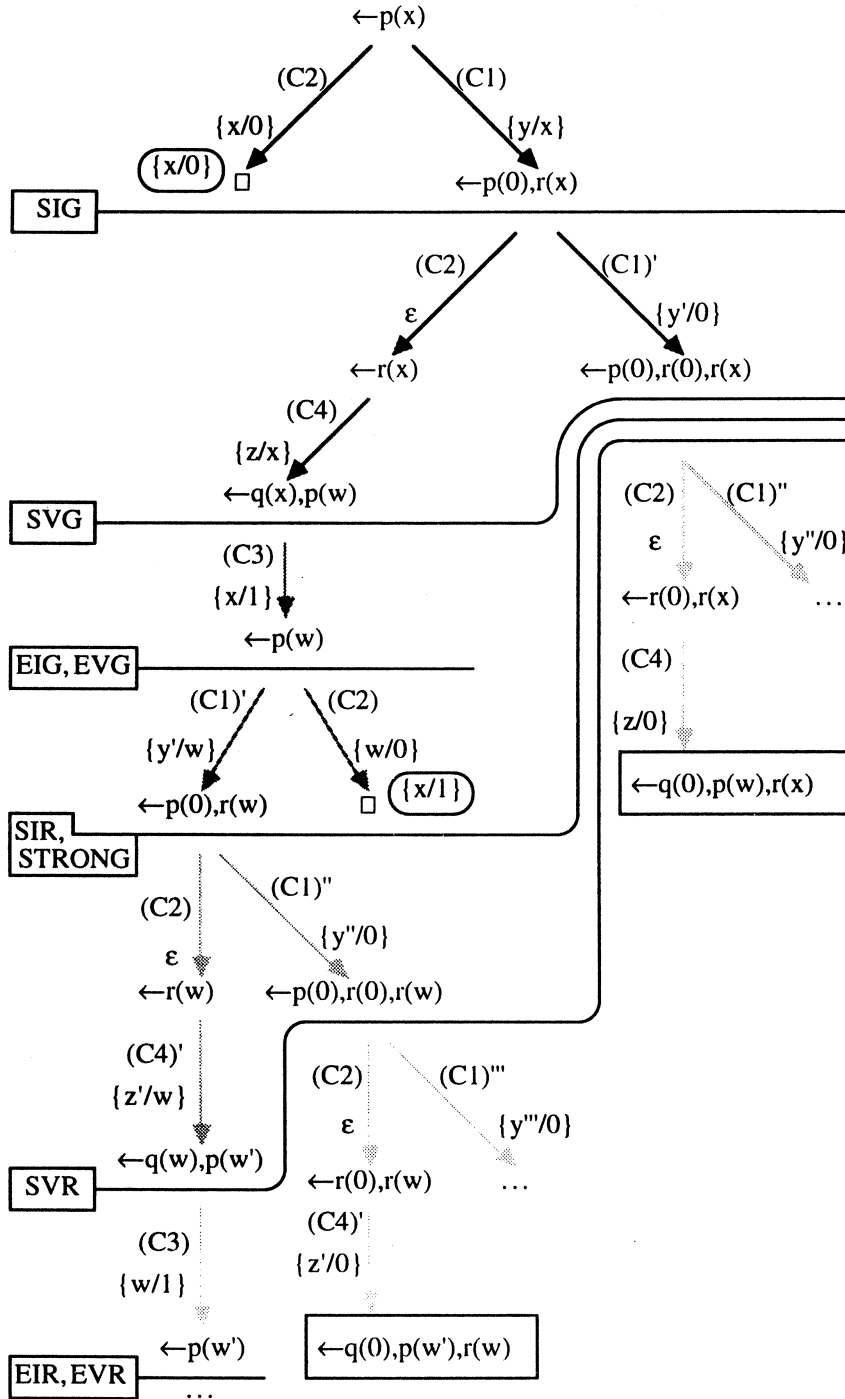 ←p(x)
(C2) (C1)
{x/0} {y/x}
{x/0} □ ←p(0),r(x)
SIG
(C2) (C1)'
ε {y'/0}
←r(x) ←p(0),r(0),r(x)
(C4)
{z/x}
←q(x),p(w)
SVG
(C2) (C1)''
(C3) ε {y''/0}
{x/1} ←r(0),r(x) ...
←p(w)
EIG, EVG
(C1)' (C2) (C4)
{y'/w} {w/0} {z/0}
←p(0),r(w) □ {x/1} ←q(0),p(w),r(x)
SIR,
STRONG
(C2) (C1)''
ε {y''/0}
←r(w) ←p(0),r(0),r(w)
(C4)' (C2) (C1)'''
{z'/w} ε {y'''/0}
←q(w),p(w') ←r(0),r(w) ...
SVR
(C3) (C4)'
{w/1} {z'/0}
←p(w') ←q(0),p(w'),r(w)
EIR, EVR
...